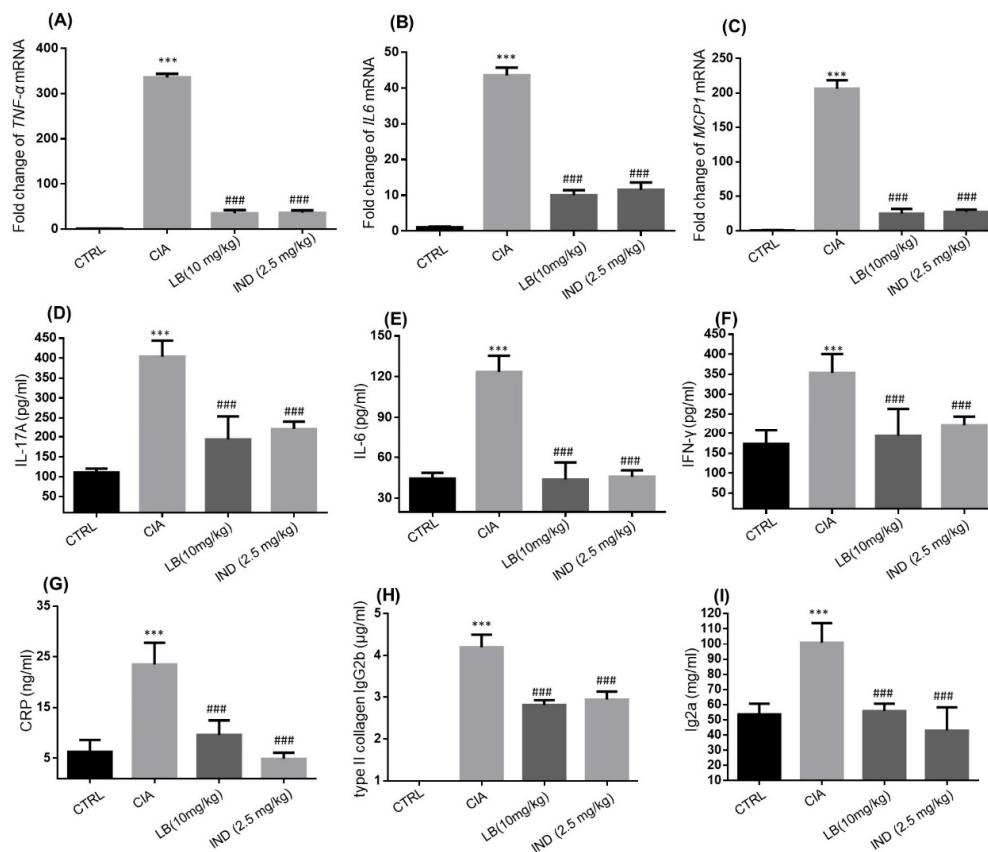 (A)
Fold change of TNF-α mRNA
400
300
200
100
0
***
###
###
CTRL
CIA
LB(10 mg/kg)
IND (2.5 mg/kg)
(B)
Fold change of IL6 mRNA
50
40
30
20
10
0
***
###
###
CTRL
CIA
LB(10mg/kg)
IND (2.5 mg/kg)
(C)
Fold change of MCP1 mRNA
250
200
150
100
50
0
***
###
###
CTRL
CIA
LB(10mg/kg)
IND (2.5 mg/kg)
(D)
IL-17A (pg/ml)
450
400
350
300
250
200
150
100
50
***
###
###
CTRL
CIA
LB(10mg/kg)
IND (2.5 mg/kg)
(E)
IL-6 (pg/ml)
150
120
90
60
30
***
###
###
CTRL
CIA
LB(10mg/kg)
IND (2.5 mg/kg)
(F)
IFN-γ (pg/ml)
450
400
350
300
250
200
150
100
50
***
###
###
CTRL
CIA
LB(10mg/kg)
IND (2.5 mg/kg)
(G)
CRP (ng/ml)
35
25
15
5
***
###
###
CTRL
CIA
LB(10mg/kg)
IND (2.5 mg/kg)
(H)
type II collagen IgG2b (μg/ml)
5
4
3
2
1
***
###
###
CTRL
CIA
LB(10mg/kg)
IND (2.5 mg/kg)
(I)
Ig2a (mg/ml)
120
110
100
90
80
70
60
50
40
30
20
10
***
###
###
CTRL
CIA
LB(10mg/kg)
IND (2.5 mg/kg)